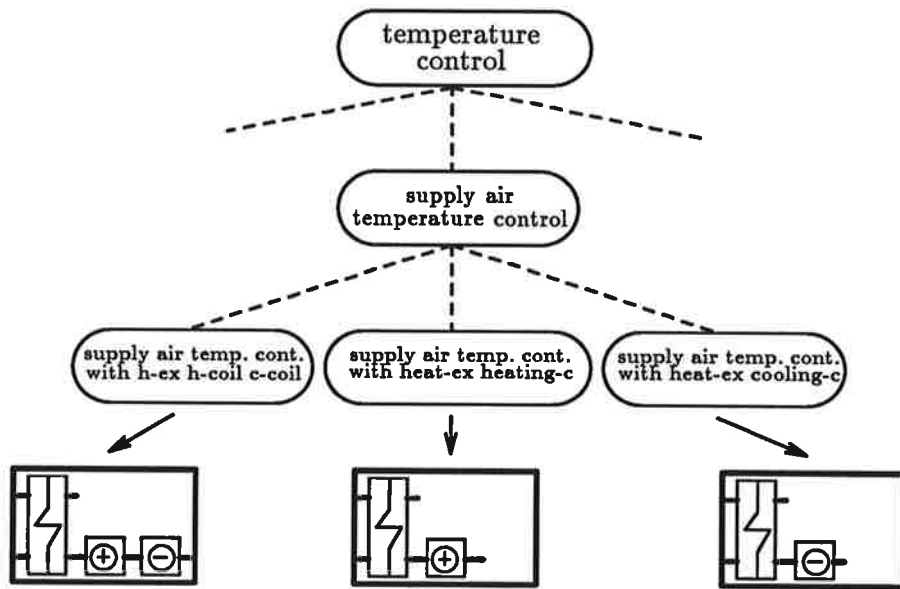 temperature
control
supply air
temperature control
supply air temp. cont.
with h-ex h-coil c-coil
supply air temp. cont.
with heat-ex heating-c
supply air temp. cont.
with heat-ex cooling-c